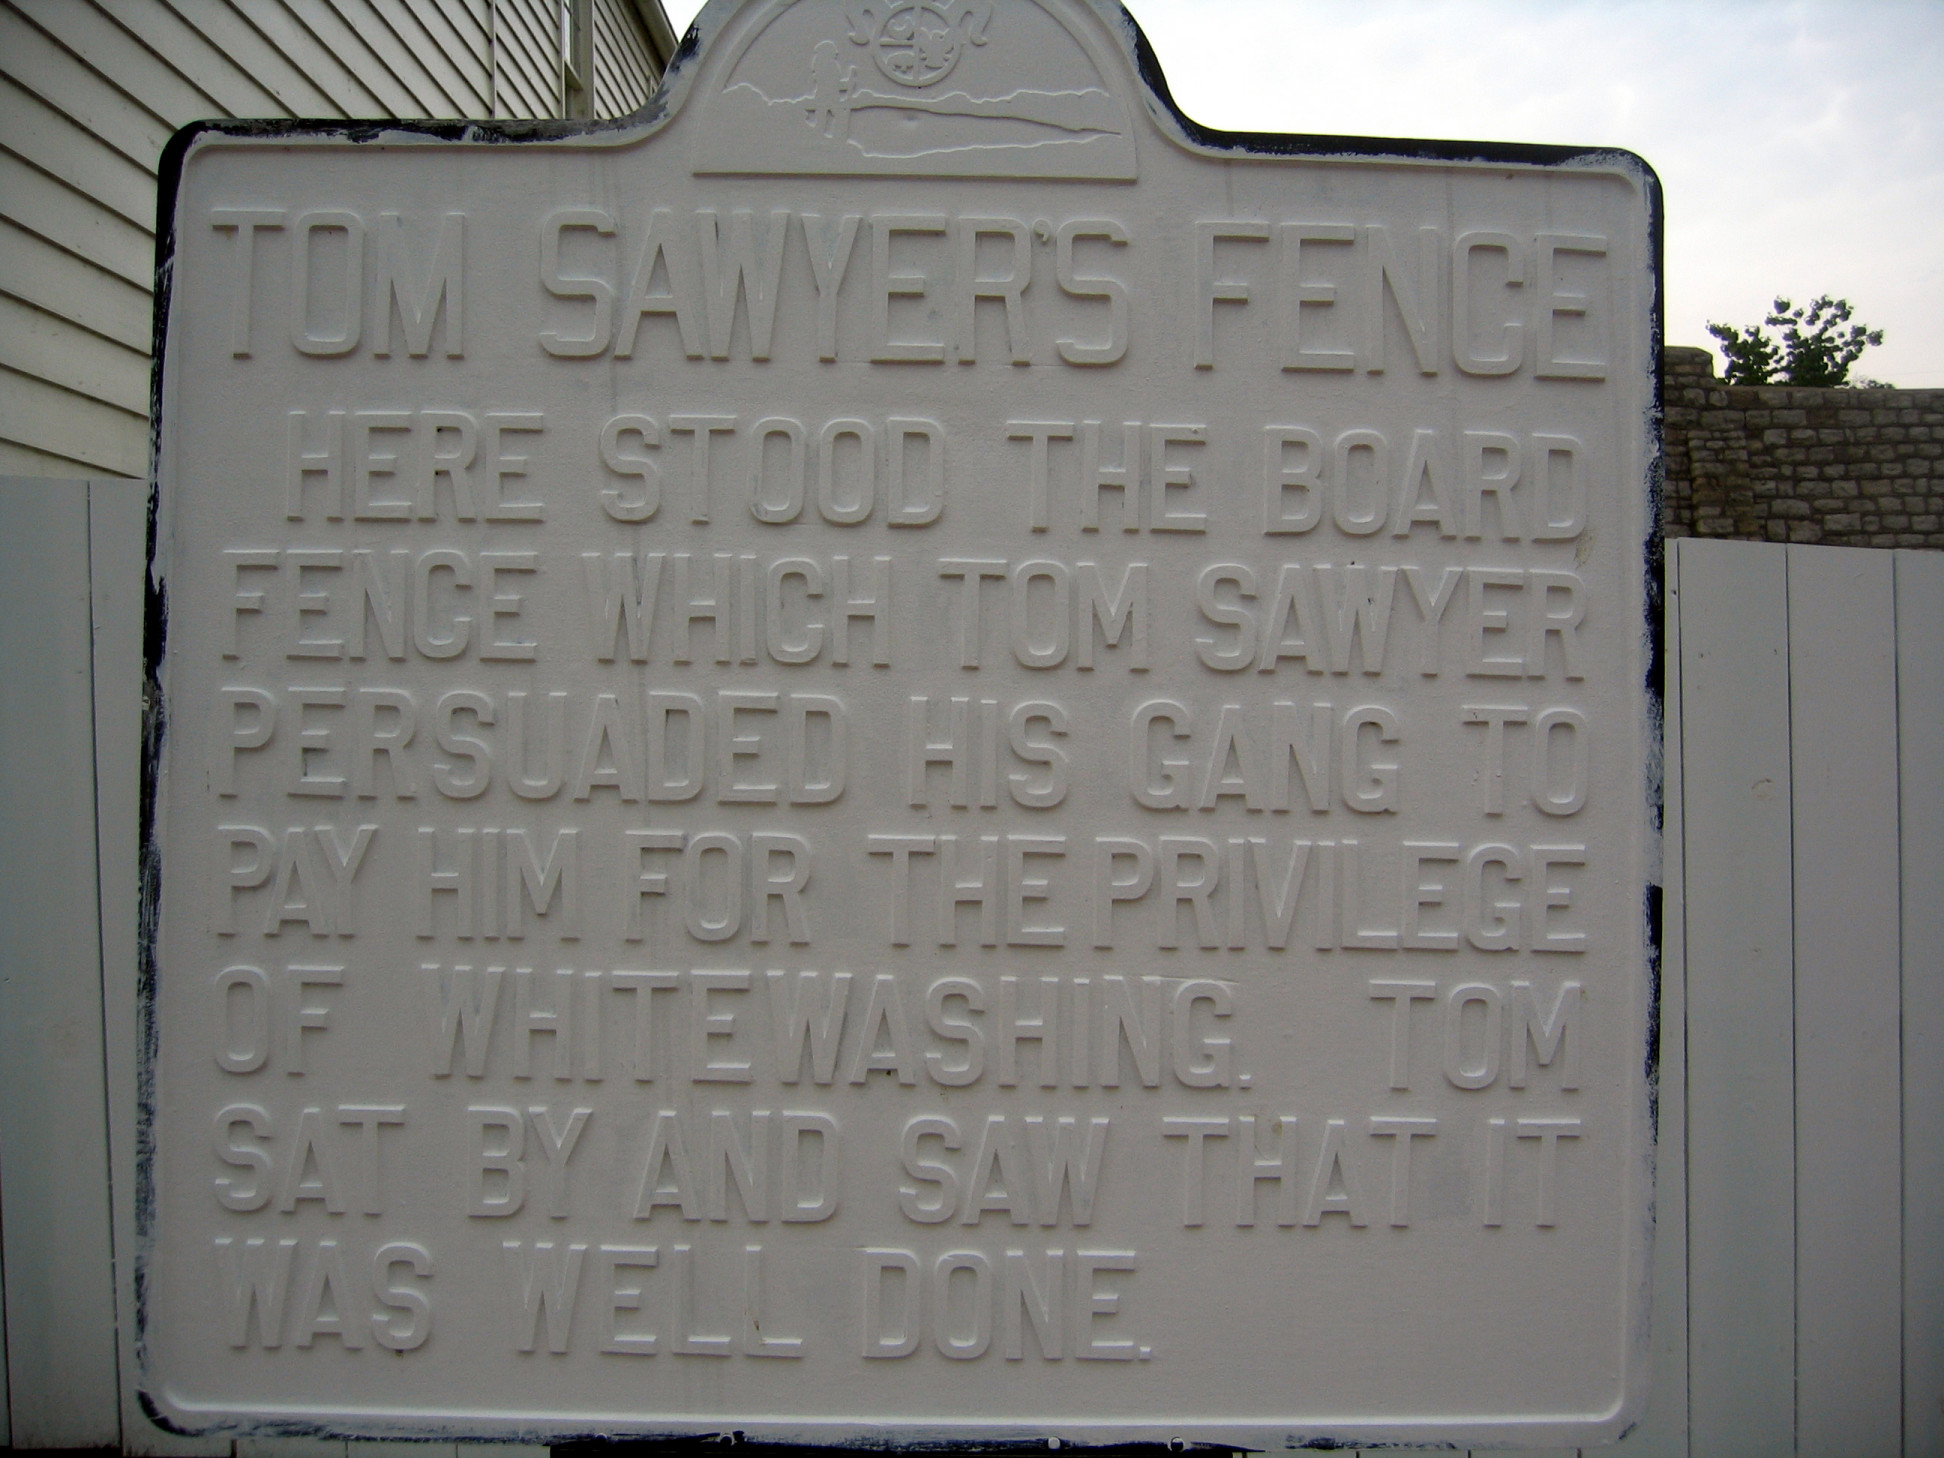 TOM SAWYER'S FENCE
HERE STOOD THE BOARD
FENCE WHICH TOM SAWYER
PERSUADED HIS GANG TO
PAY HIM FOR THE PRIVILEGE
OF WHITEWASHING. TOM
SAT BY AND SAW THAT IT
WAS WELL DONE.